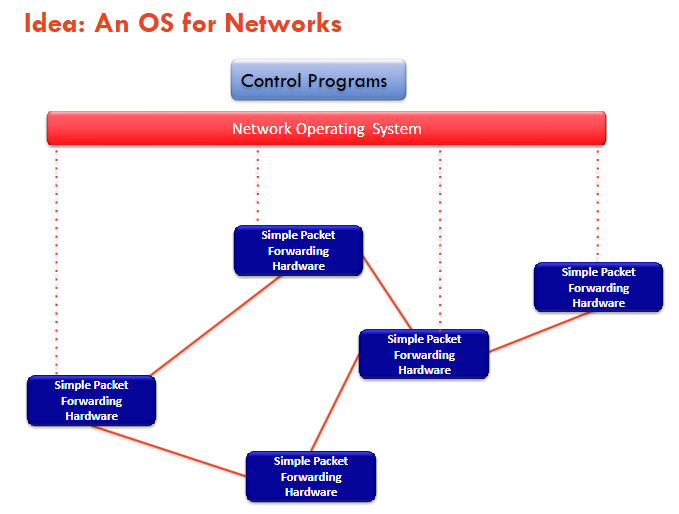 Idea: An OS for Networks
Control Programs
Network Operating System
Simple Packet
Forwarding
Hardware
Simple Packet
Forwarding
Hardware
Simple Packet
Forwarding
Hardware
Simple Packet
Forwarding
Hardware
Simple Packet
Forwarding
Hardware